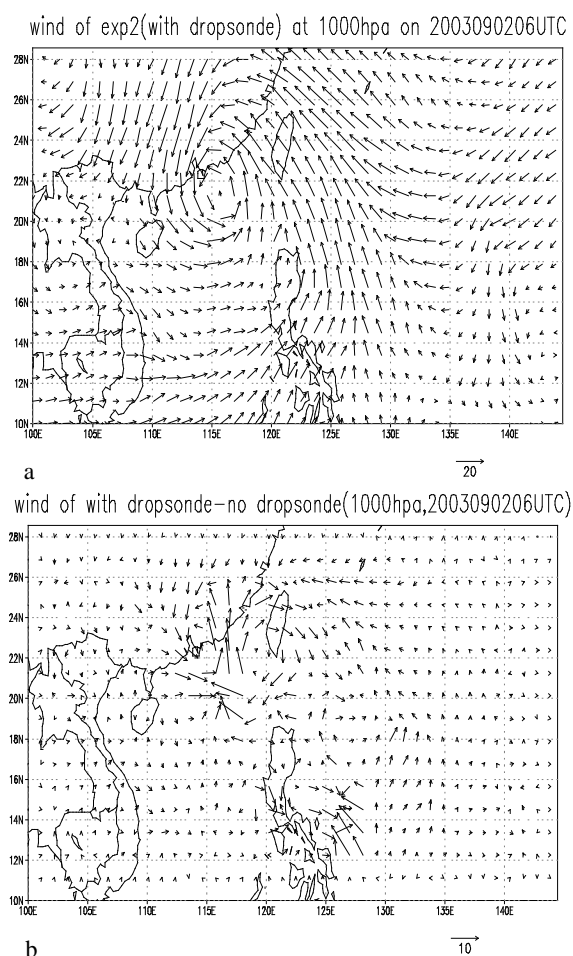 wind of exp2(with dropsonde) at 1000hpa on 2003090206UTC
28N
26N
24N
22N
20N
18N
16N
14N
12N
10N
100E 105E 110E 115E 120E 125E 130E 135E 140E
20
a
wind of with dropsonde-no dropsonde(1000hpa,2003090206UTC)
28N
26N
24N
22N
20N
18N
16N
14N
12N
10N
100E 105E 110E 115E 120E 125E 130E 135E 140E
10
b